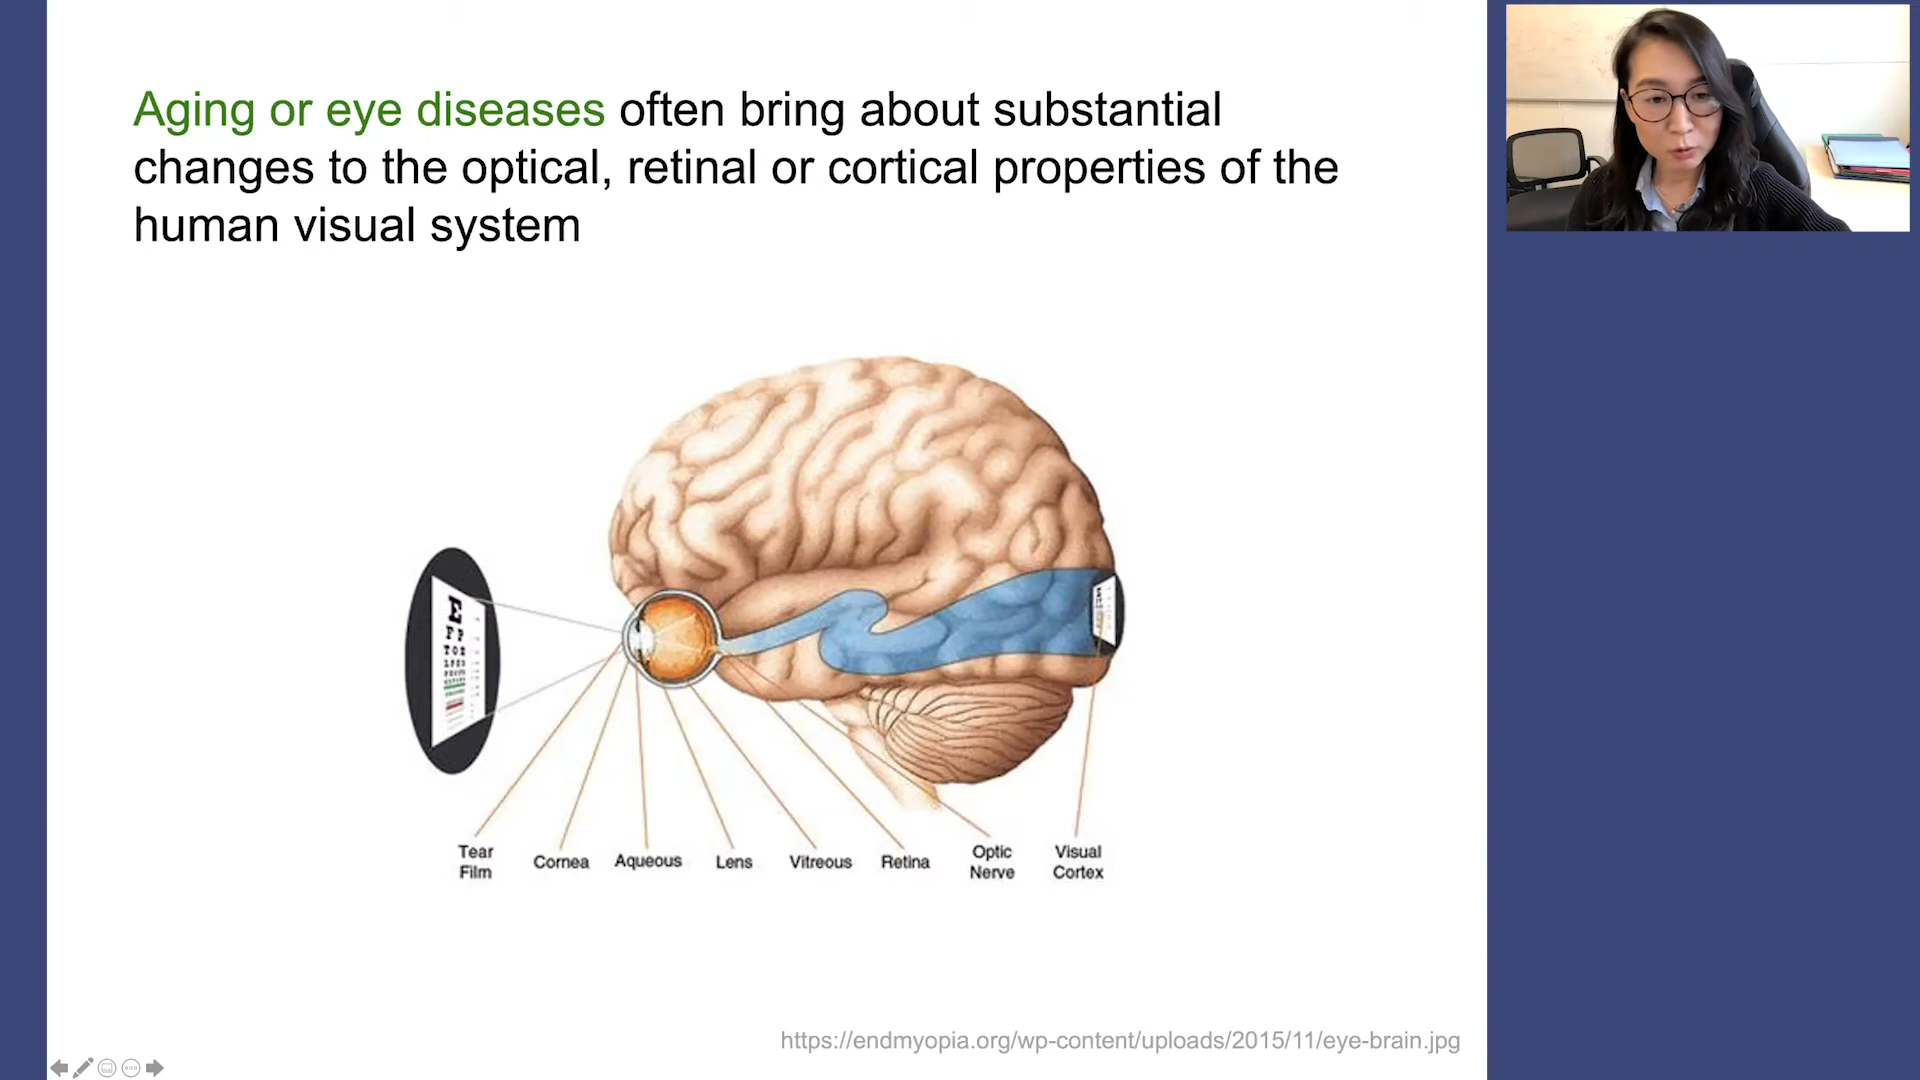 Aging or eye diseases often bring about substantial
changes to the optical, retinal or cortical properties of the
human visual system
E
F P
T O Z
Tear
Film
Cornea
Aqueous
Lens
Vitreous
Retina
Optic
Nerve
Visual
Cortex
https://endmyopia.org/wp-content/uploads/2015/11/eye-brain.jpg